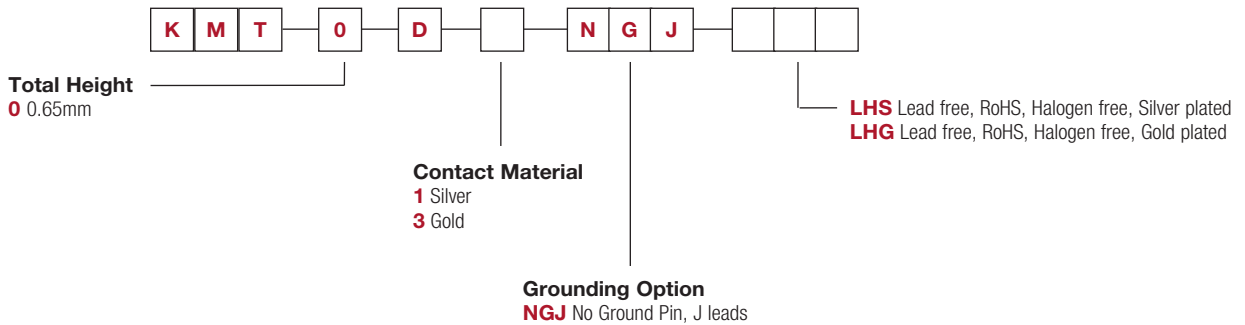 K M T 0 D N G J
Total Height
0 0.65mm
LHS Lead free, RoHS, Halogen free, Silver plated
LHG Lead free, RoHS, Halogen free, Gold plated
Contact Material
1 Silver
3 Gold
Grounding Option
NGJ No Ground Pin, J leads